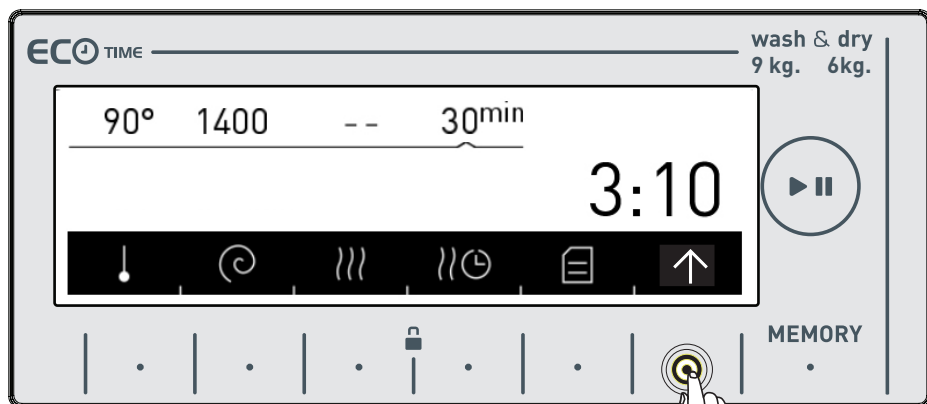 ECO TIME
wash & dry
9 kg. 6kg.
90° 1400 -- 30min
3:10
MEMORY